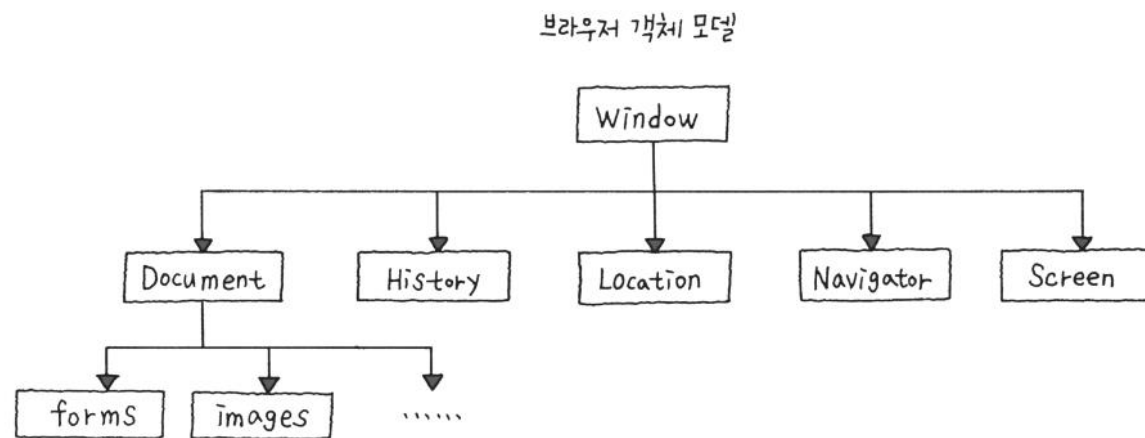 브라우저 객체 모델
Window
Document
History
Location
Navigator
Screen
forms
images
......